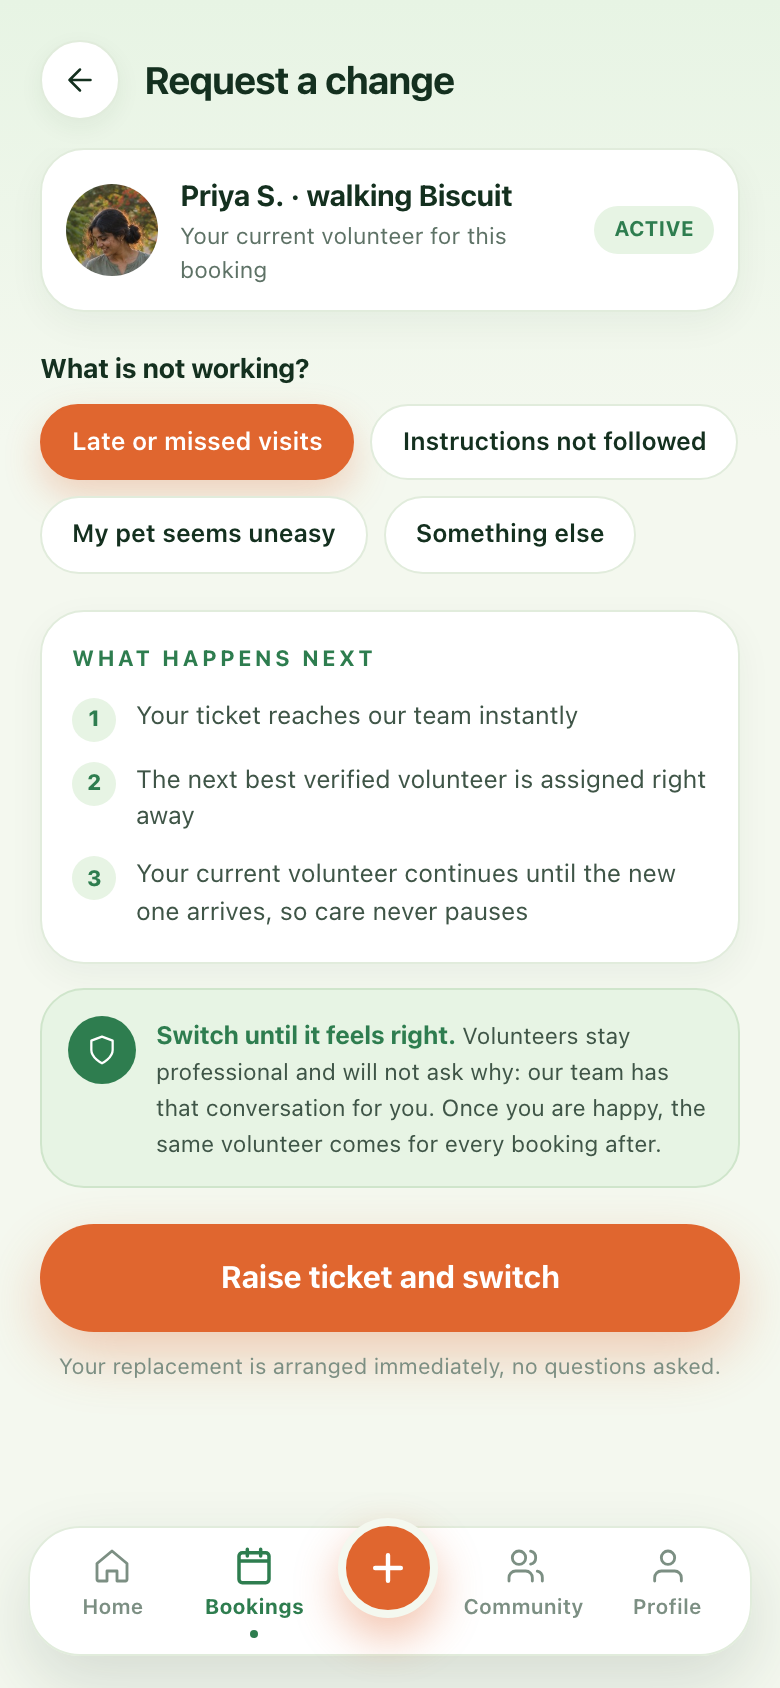 Request a change
Priya S. · walking Biscuit
Your current volunteer for this
booking
ACTIVE
What is not working?
Late or missed visits
Instructions not followed
My pet seems uneasy
Something else
WHAT HAPPENS NEXT
1 Your ticket reaches our team instantly
2 The next best verified volunteer is assigned right
away
3 Your current volunteer continues until the new
one arrives, so care never pauses
Switch until it feels right. Volunteers stay
professional and will not ask why: our team has
that conversation for you. Once you are happy, the
same volunteer comes for every booking after.
Raise ticket and switch
Your replacement is arranged immediately, no questions asked.
Home
Bookings
Community
Profile